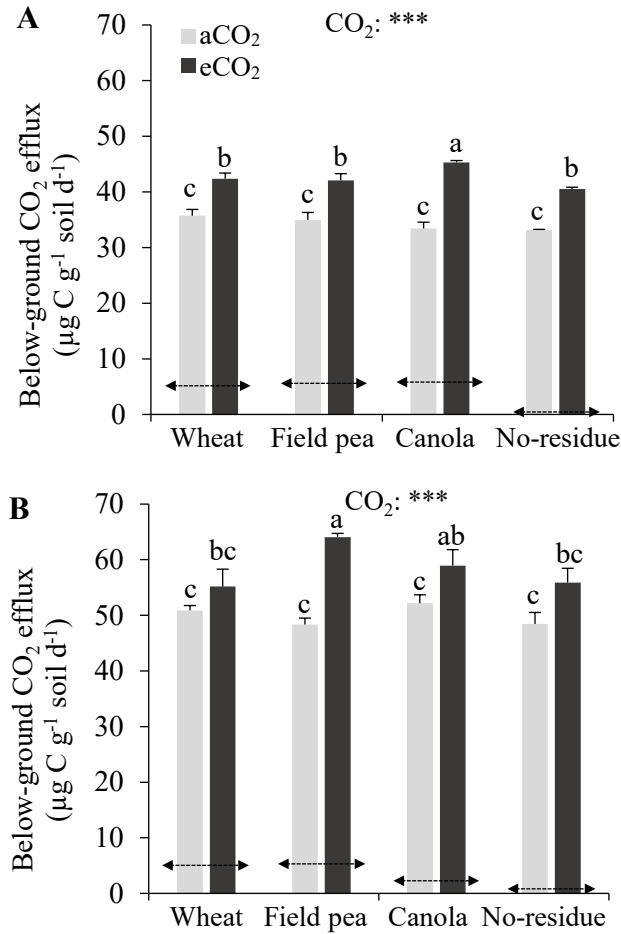 A
CO₂: ***
70
aCO₂
eCO₂
60
50
40
30
20
10
0
Below-ground CO₂ efflux
(µg C g⁻¹ soil d⁻¹)
c b c b c a c b
Wheat Field pea Canola No-residue
B
CO₂: ***
70
60
50
40
30
20
10
0
Below-ground CO₂ efflux
(µg C g⁻¹ soil d⁻¹)
c bc c a c ab c bc
Wheat Field pea Canola No-residue